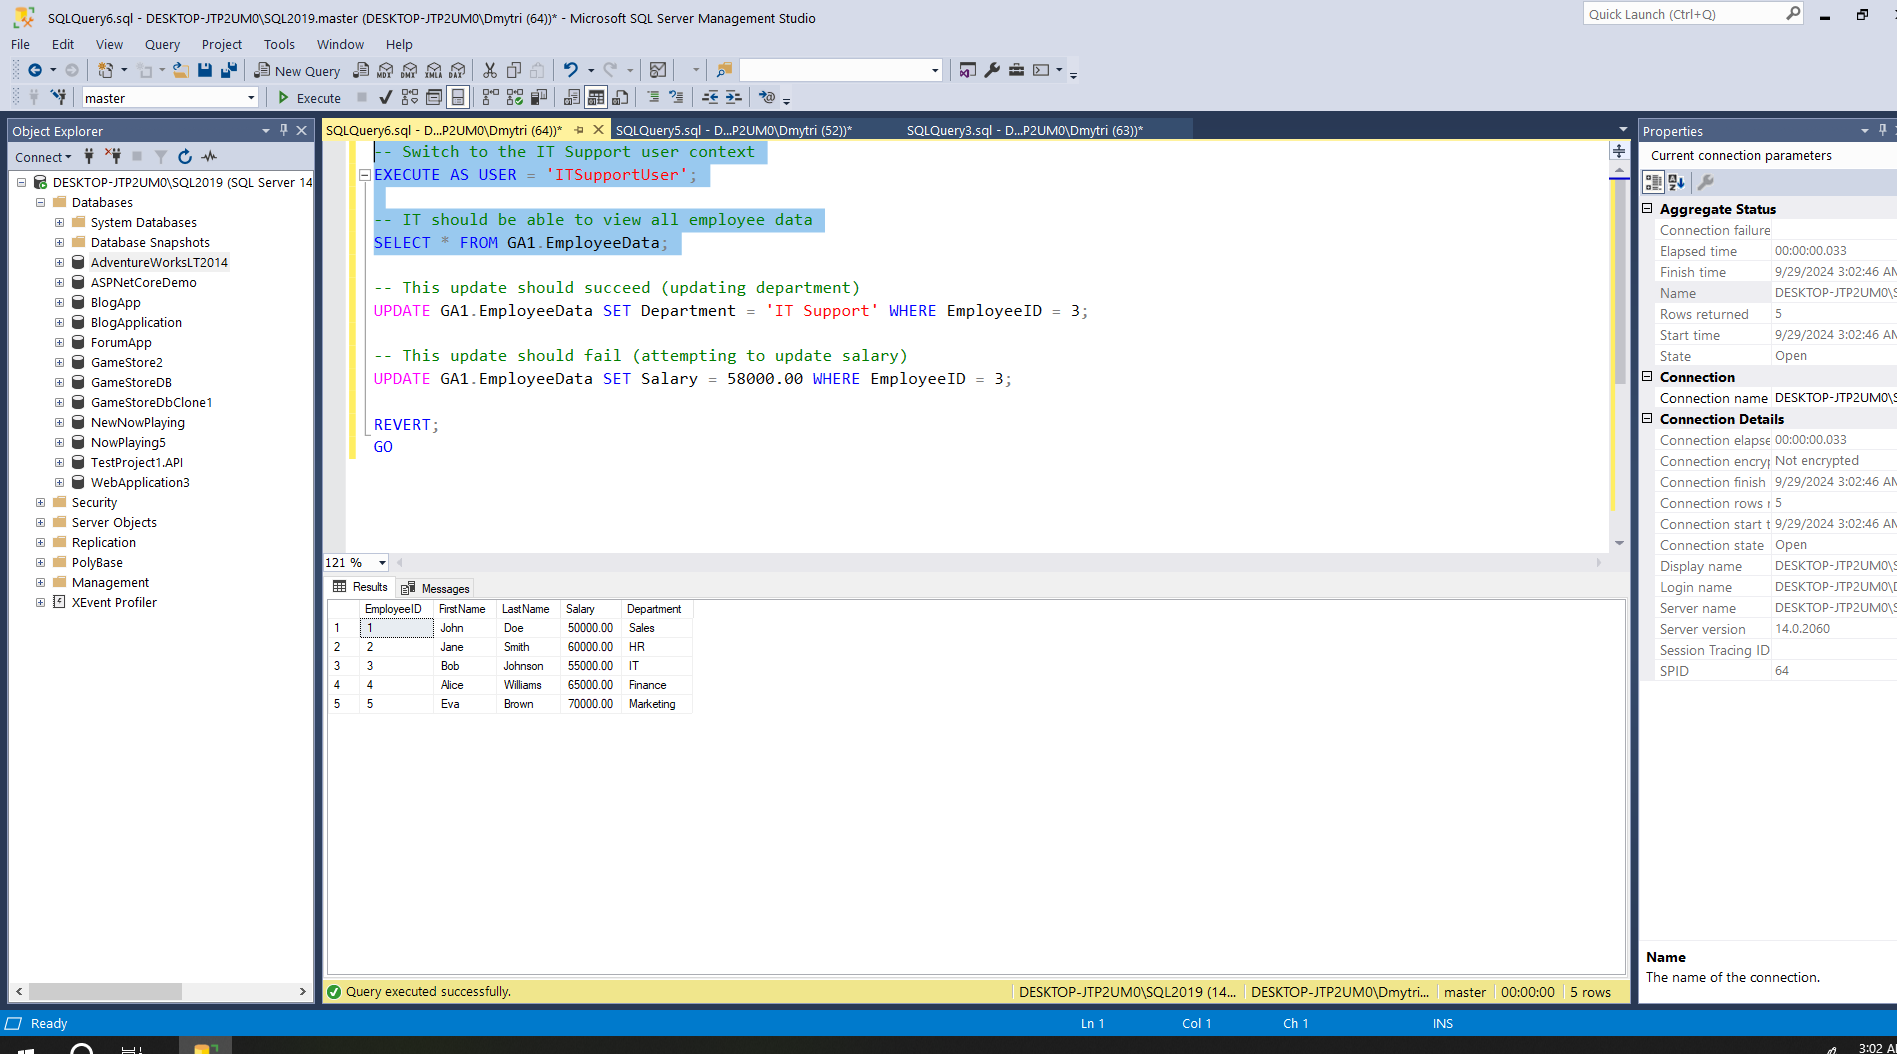 SQLQuery6.sql - DESKTOP-JTP2UM0\SQL2019.master (DESKTOP-JTP2UM0\Dmytri (64))* - Microsoft SQL Server Management Studio
Quick Launch (Ctrl+Q)
File Edit View Query Project Tools Window Help
New Query MDX DMX XMLA DAX
master Execute
Object Explorer
Connect
DESKTOP-JTP2UM0\SQL2019 (SQL Server 14
Databases
System Databases
Database Snapshots
AdventureWorksLT2014
ASPNetCoreDemo
BlogApp
BlogApplication
ForumApp
GameStore2
GameStoreDB
GameStoreDbClone1
NewNowPlaying
NowPlaying5
TestProject1.API
WebApplication3
Security
Server Objects
Replication
PolyBase
Management
XEvent Profiler
SQLQuery6.sql - D...P2UM0\Dmytri (64))* SQLQuery5.sql - D...P2UM0\Dmytri (52))* SQLQuery3.sql - D...P2UM0\Dmytri (63))*
-- Switch to the IT Support user context
EXECUTE AS USER = 'ITSupportUser';
-- IT should be able to view all employee data
SELECT * FROM GA1.EmployeeData;
-- This update should succeed (updating department)
UPDATE GA1.EmployeeData SET Department = 'IT Support' WHERE EmployeeID = 3;
-- This update should fail (attempting to update salary)
UPDATE GA1.EmployeeData SET Salary = 58000.00 WHERE EmployeeID = 3;
REVERT;
GO
121 %
Results Messages
EmployeeID FirstName LastName Salary Department
1 1 John Doe 50000.00 Sales
2 2 Jane Smith 60000.00 HR
3 3 Bob Johnson 55000.00 IT
4 4 Alice Williams 65000.00 Finance
5 5 Eva Brown 70000.00 Marketing
Query executed successfully. DESKTOP-JTP2UM0\SQL2019 (14... DESKTOP-JTP2UM0\Dmytri... master 00:00:00 5 rows
Properties
Current connection parameters
Aggregate Status
Connection failure
Elapsed time 00:00:00.033
Finish time 9/29/2024 3:02:46 AM
Name DESKTOP-JTP2UM0\S
Rows returned 5
Start time 9/29/2024 3:02:46 AM
State Open
Connection
Connection name DESKTOP-JTP2UM0\S
Connection Details
Connection elapse 00:00:00.033
Connection encry Not encrypted
Connection finish 9/29/2024 3:02:46 AM
Connection rows r 5
Connection start t 9/29/2024 3:02:46 AM
Connection state Open
Display name DESKTOP-JTP2UM0\S
Login name DESKTOP-JTP2UM0\D
Server name DESKTOP-JTP2UM0\S
Server version 14.0.2060
Session Tracing ID
SPID 64
Name
The name of the connection.
Ready Ln 1 Col 1 Ch 1 INS
3:02 AM